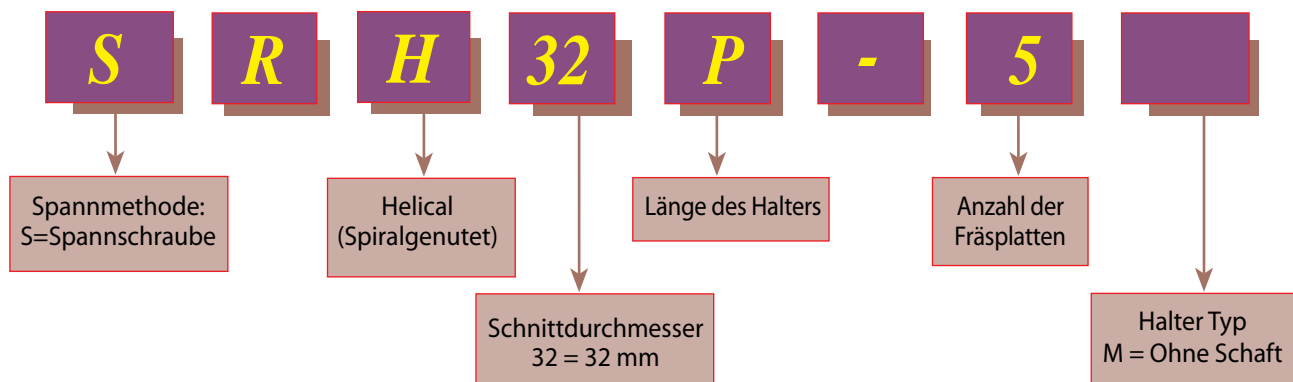 S R H 32 P - 5
Spannmethode:
S=Spannschraube
Helical
(Spiralgenutet)
Länge des Halters
Anzahl der
Fräsplatten
Schnittdurchmesser
32 = 32 mm
Halter Typ
M = Ohne Schaft